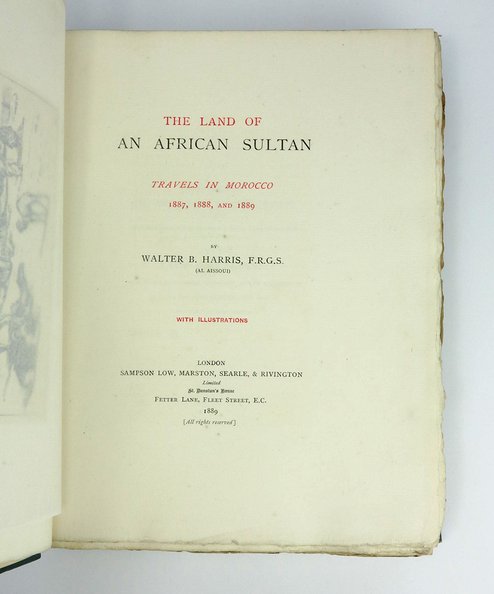 THE LAND OF
AN AFRICAN SULTAN
TRAVELS IN MOROCCO
1887, 1888, AND 1889
BY
WALTER B. HARRIS, F.R.G.S.
(AL AISSOUI)
WITH ILLUSTRATIONS
LONDON
SAMPSON LOW, MARSTON, SEARLE, & RIVINGTON
Limited
St. Dunstan's House
FETTER LANE, FLEET STREET, E.C.
1889
[All rights reserved]